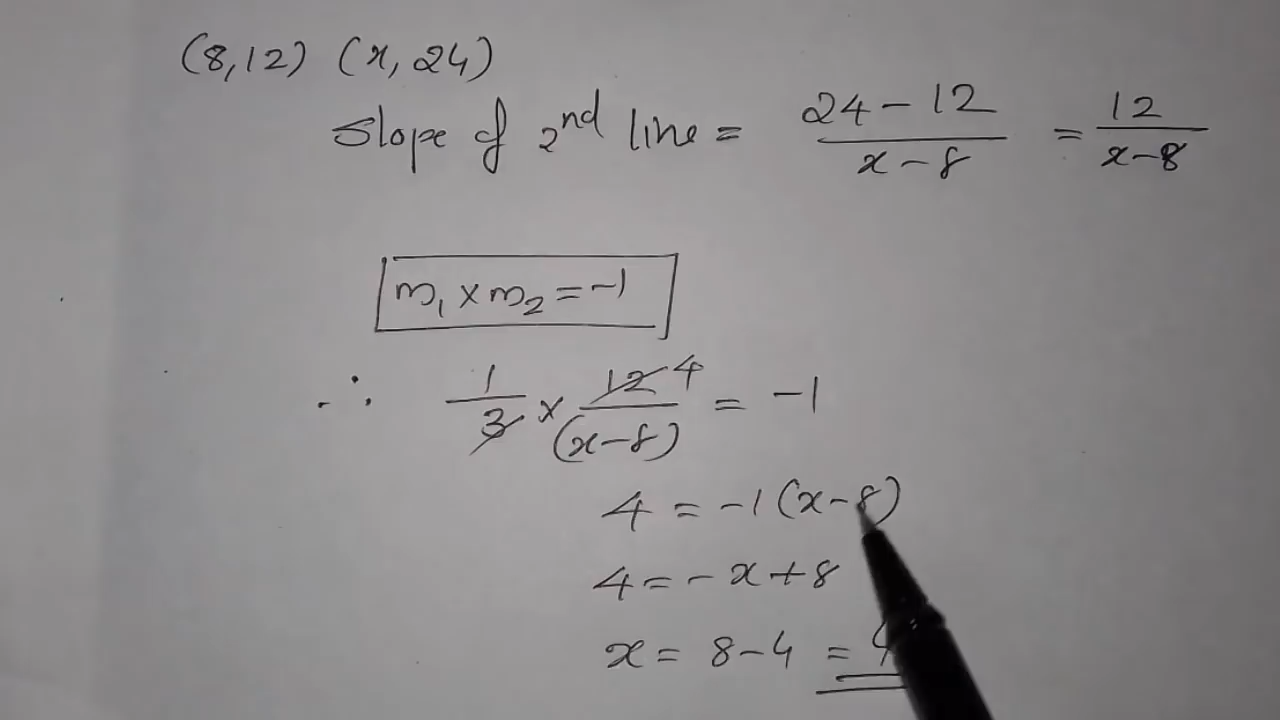 (8,12) (x,24)
Slope of 2nd line = 24-12/x-8 = 12/x-8
m₁ × m₂ = -1
∴ 1/3 × 12 4/(x-8) = -1
4 = -1(x-8)
4 = -x+8
x = 8-4 = 4